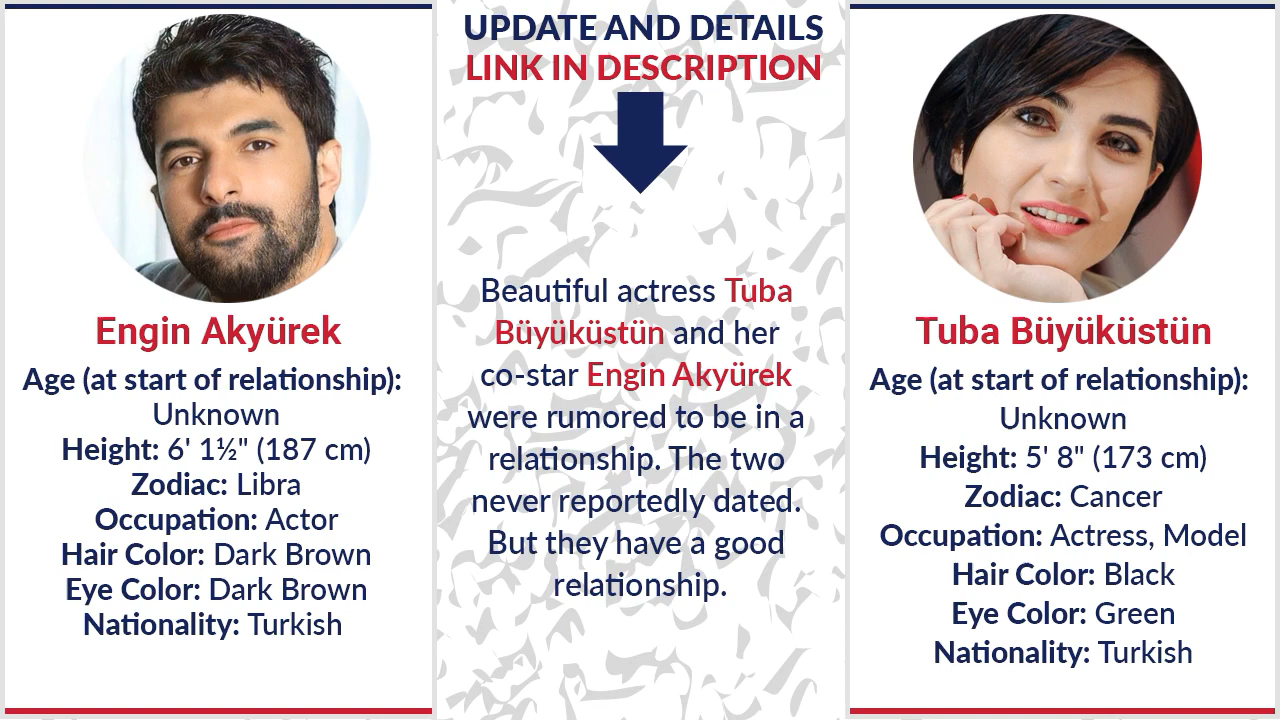 UPDATE AND DETAILS
LINK IN DESCRIPTION
Engin Akyürek
Age (at start of relationship):
Unknown
Height: 6' 1½" (187 cm)
Zodiac: Libra
Occupation: Actor
Hair Color: Dark Brown
Eye Color: Dark Brown
Nationality: Turkish
Beautiful actress Tuba
Büyüküstün and her
co-star Engin Akyürek
were rumored to be in a
relationship. The two
never reportedly dated.
But they have a good
relationship.
Tuba Büyüküstün
Age (at start of relationship):
Unknown
Height: 5' 8" (173 cm)
Zodiac: Cancer
Occupation: Actress, Model
Hair Color: Black
Eye Color: Green
Nationality: Turkish